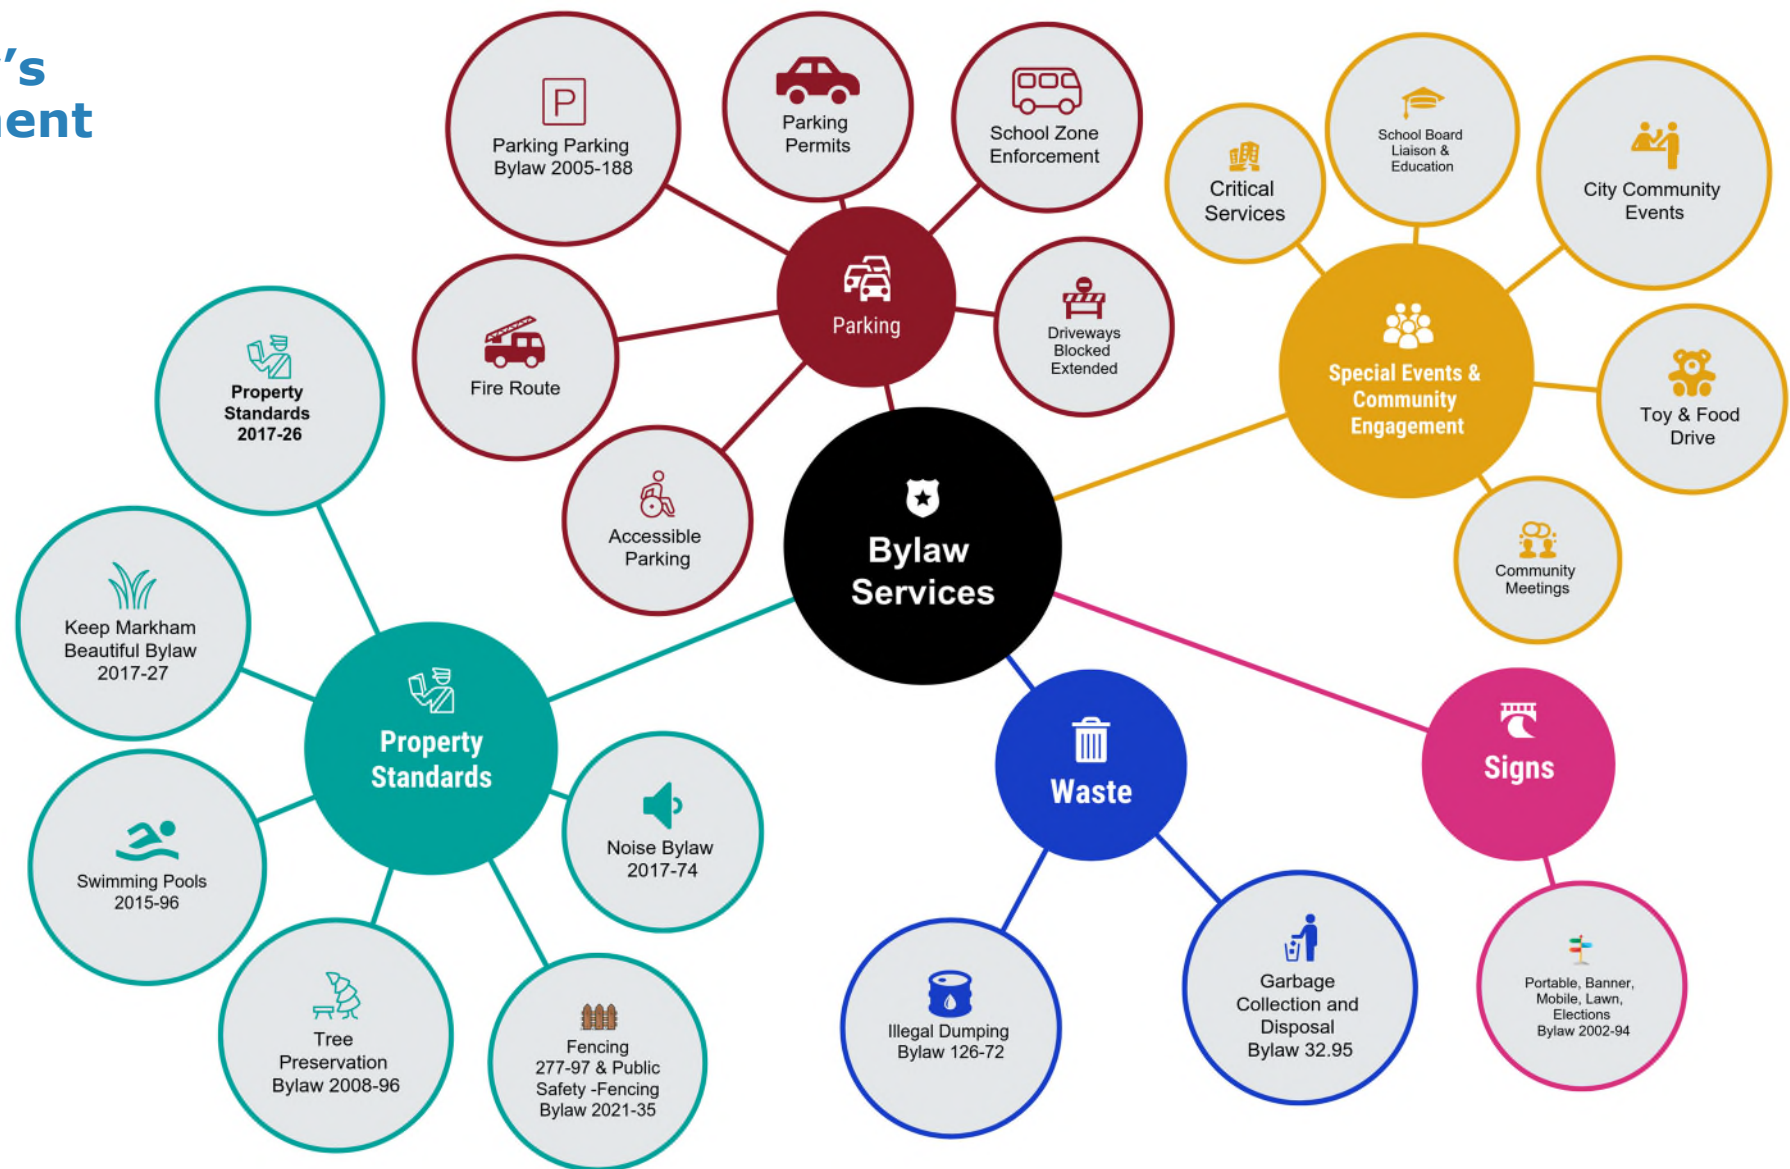 's
ment
P
Parking Parking
Bylaw 2005-188
Parking
Permits
School Zone
Enforcement
Fire Route
Parking
Driveways
Blocked
Extended
Accessible
Parking
Critical
Services
School Board
Liaison &
Education
City Community
Events
Special Events &
Community
Engagement
Toy & Food
Drive
Community
Meetings
Bylaw
Services
Property
Standards
2017-26
Keep Markham
Beautiful Bylaw
2017-27
Property
Standards
Swimming Pools
2015-96
Noise Bylaw
2017-74
Tree
Preservation
Bylaw 2008-96
Fencing
277-97 & Public
Safety -Fencing
Bylaw 2021-35
Waste
Illegal Dumping
Bylaw 126-72
Garbage
Collection and
Disposal
Bylaw 32.95
Signs
Portable, Banner,
Mobile, Lawn,
Elections
Bylaw 2002-94